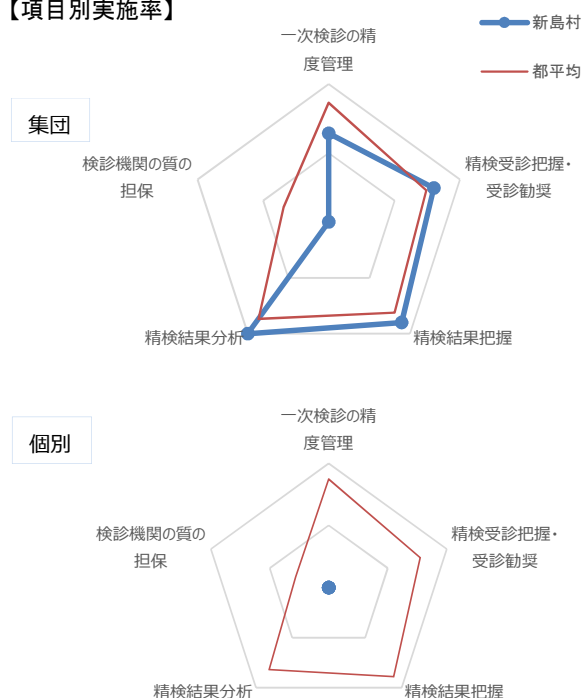 【項目別実施率】
新島村
都平均
集団
一次検診の精
度管理
精検受診把握・
受診勧奨
精検結果把握
精検結果分析
検診機関の質の
担保
個別
一次検診の精
度管理
精検受診把握・
受診勧奨
精検結果把握
精検結果分析
検診機関の質の
担保